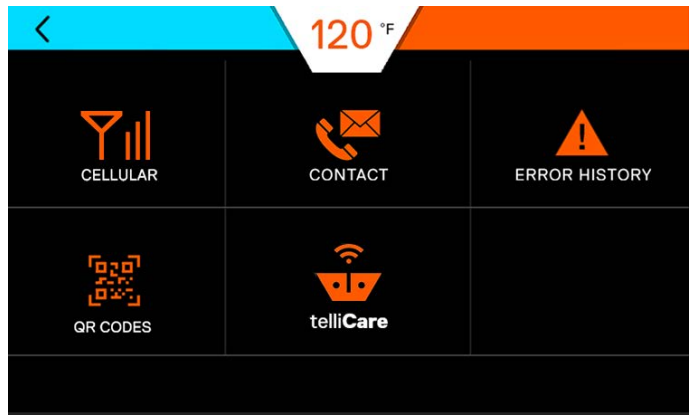 120 °F
CELLULAR
CONTACT
ERROR HISTORY
QR CODES
telliCare